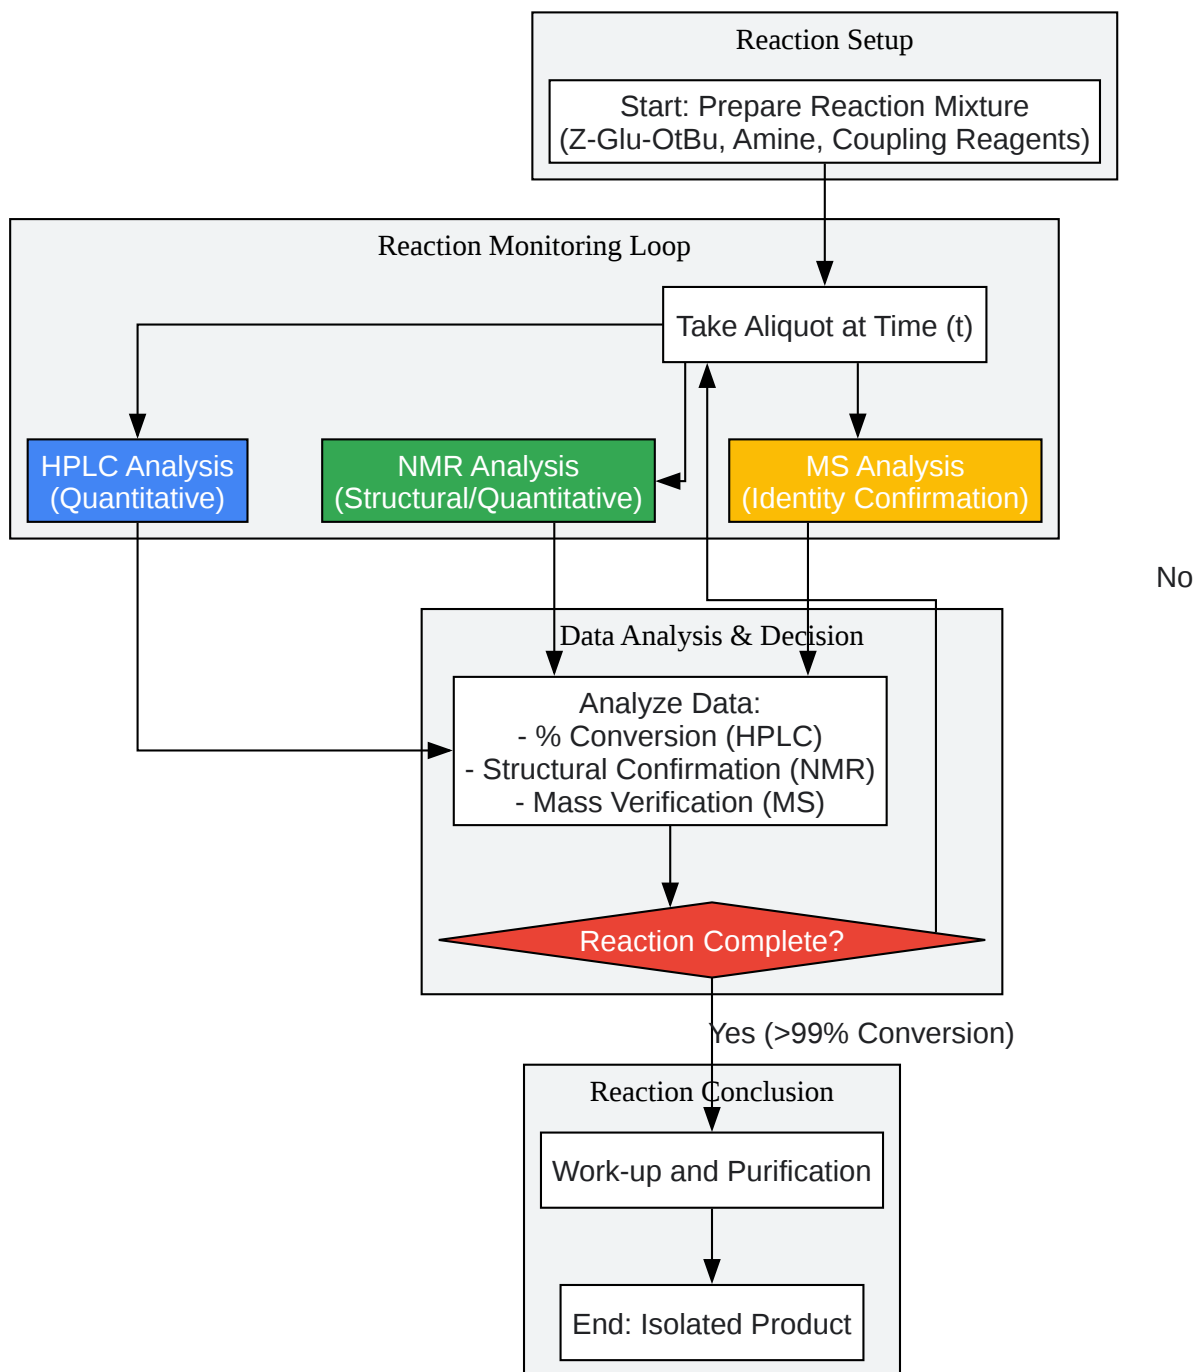 Reaction Setup
Start: Prepare Reaction Mixture
(Z-Glu-OtBu, Amine, Coupling Reagents)
Reaction Monitoring Loop
Take Aliquot at Time (t)
HPLC Analysis
(Quantitative)
NMR Analysis
(Structural/Quantitative)
MS Analysis
(Identity Confirmation)
No
Data Analysis & Decision
Analyze Data:
- % Conversion (HPLC)
- Structural Confirmation (NMR)
- Mass Verification (MS)
Reaction Complete?
Yes (>99% Conversion)
Reaction Conclusion
Work-up and Purification
End: Isolated Product